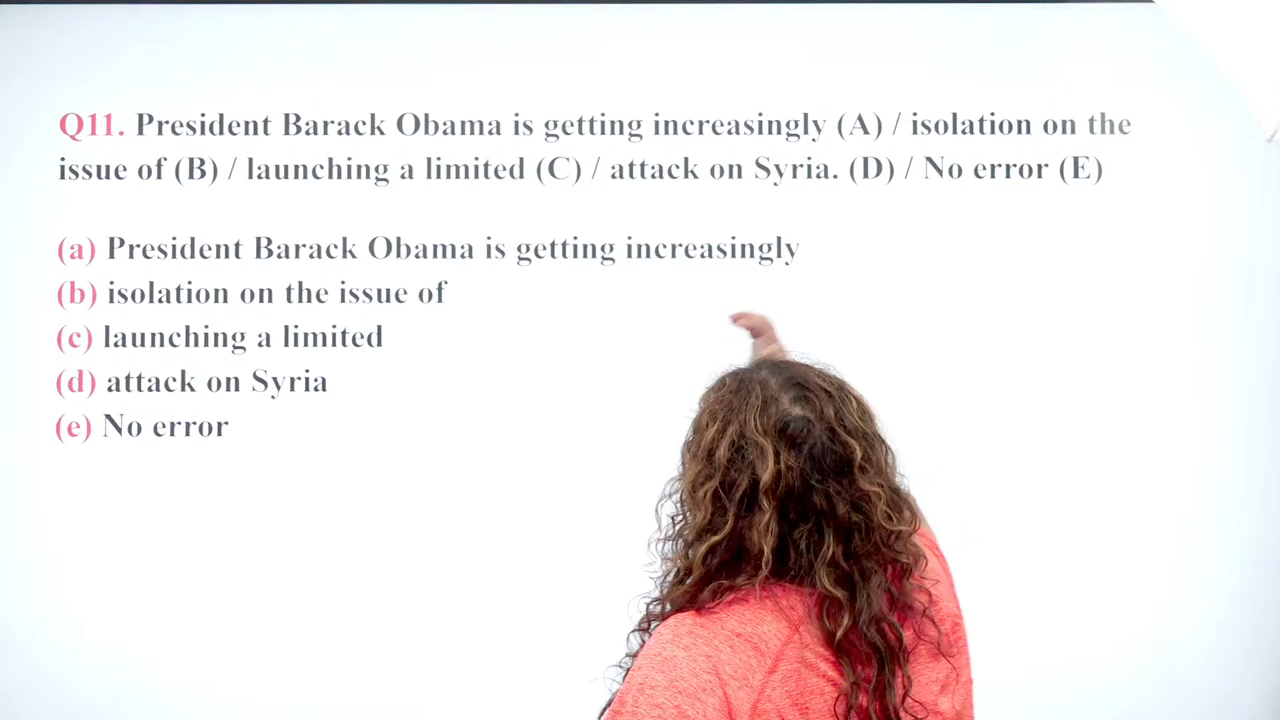 Q11. President Barack Obama is getting increasingly (A) / isolation on the
issue of (B) / launching a limited (C) / attack on Syria. (D) / No error (E)
(a) President Barack Obama is getting increasingly
(b) isolation on the issue of
(c) launching a limited
(d) attack on Syria
(e) No error